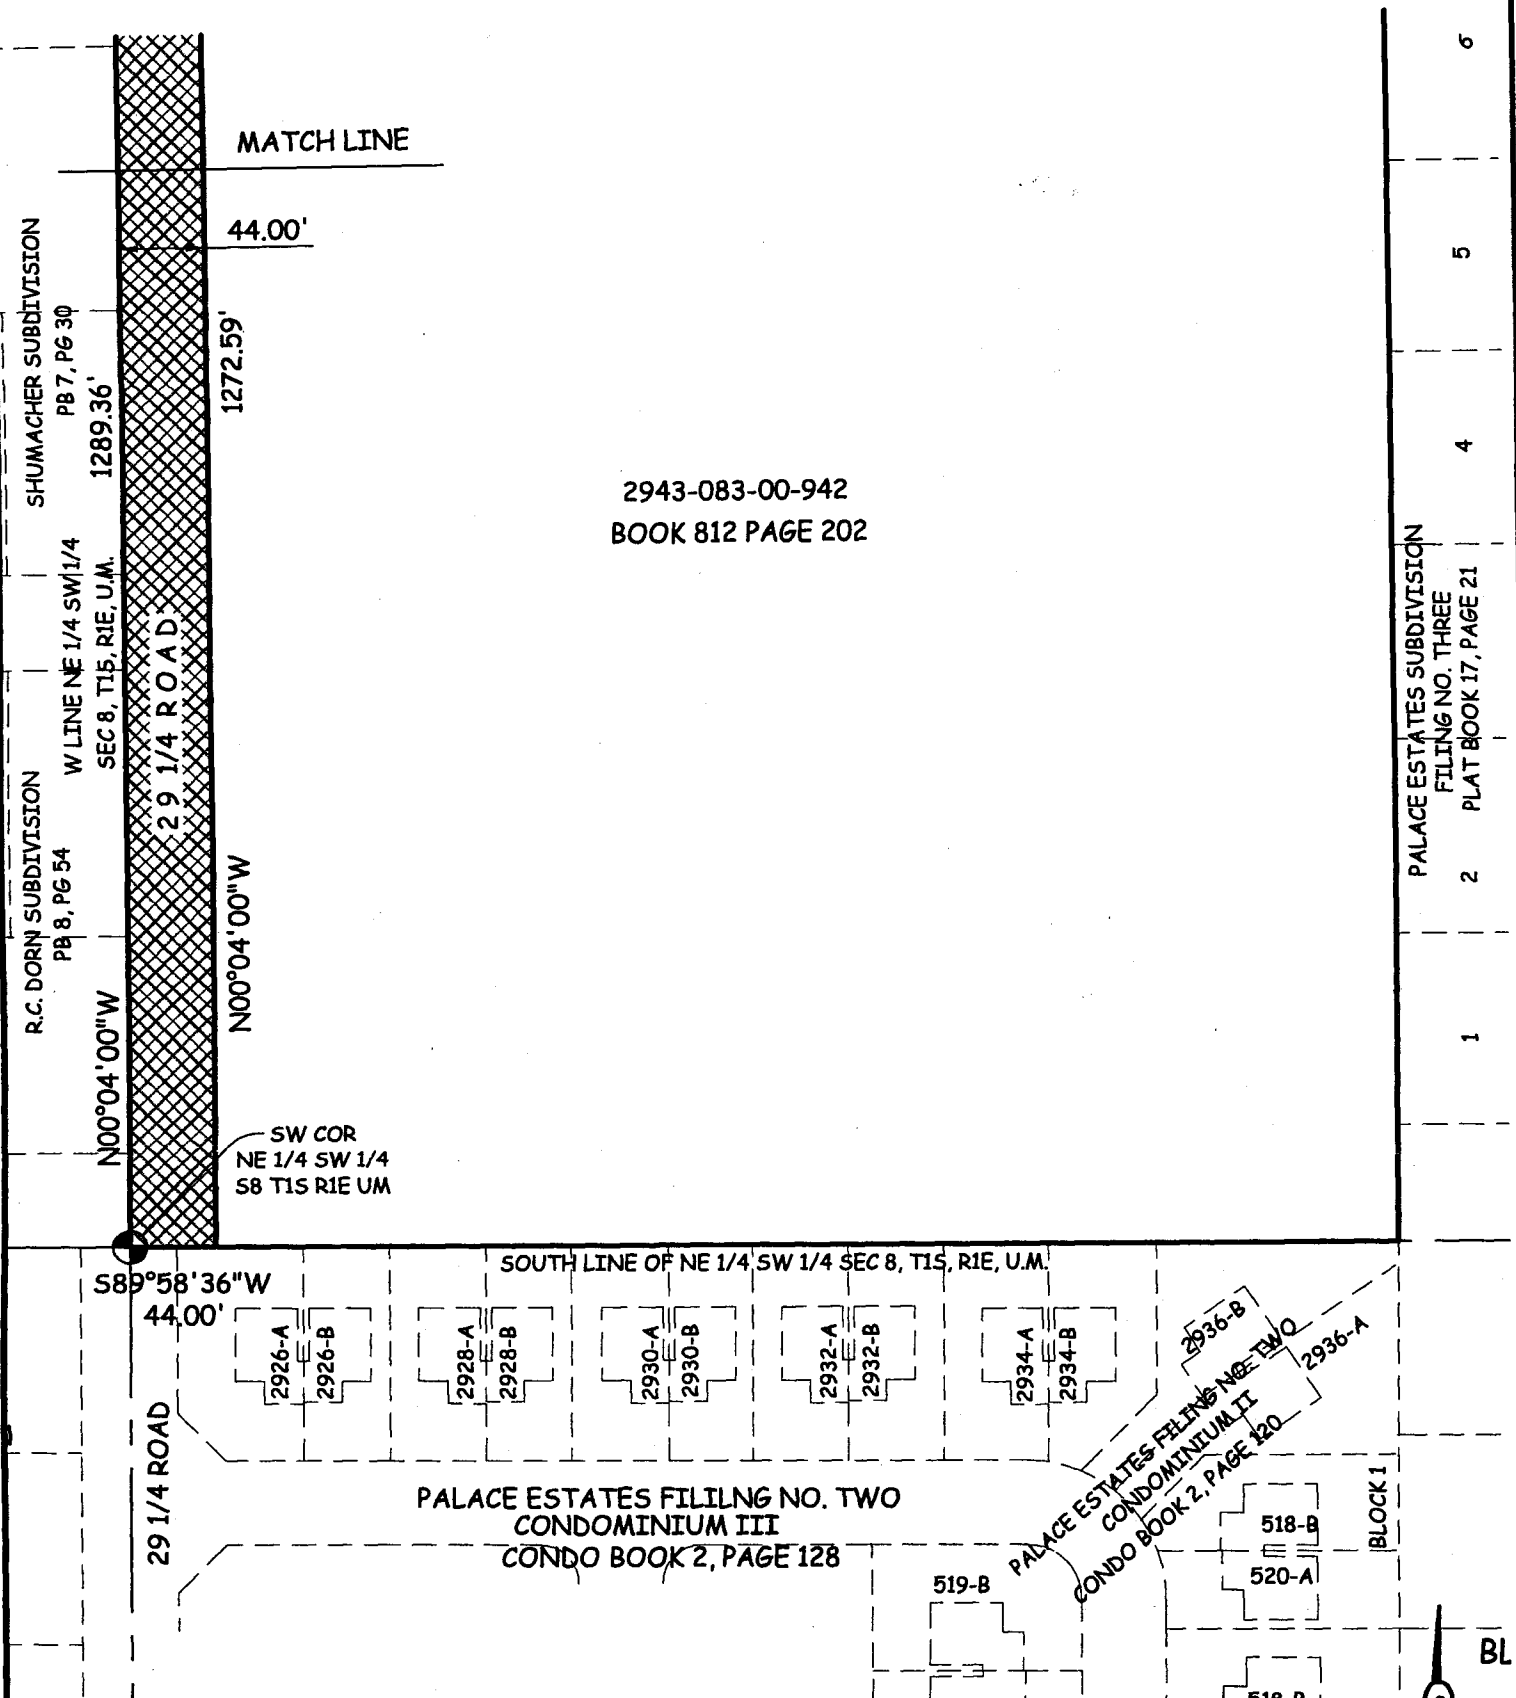 6
MATCH LINE
44.00'
SHUMACHER SUBDIVISION
PB 7, PG 30
1289.36'
1272.59'
5
4
2943-083-00-942
BOOK 812 PAGE 202
W LINE NE 1/4 SW 1/4
SEC 8, T1S, R1E, U.M.
29 1/4 ROAD
PALACE ESTATES SUBDIVISION
FILING NO. THREE
PLAT BOOK 17, PAGE 21
R.C. DORN SUBDIVISION
PB 8, PG 54
2
N00°04'00"W
N00°04'00"W
1
SW COR
NE 1/4 SW 1/4
S8 T1S R1E UM
SOUTH LINE OF NE 1/4 SW 1/4 SEC 8, T1S, R1E, U.M.
S89°58'36"W
44.00'
2926-A
2926-B
2928-A
2928-B
2930-A
2930-B
2932-A
2932-B
2934-A
2934-B
2936-B
2936-A
29 1/4 ROAD
PALACE ESTATES FILING NO. TWO
CONDOMINIUM II
CONDO BOOK 2, PAGE 120
PALACE ESTATES FILILNG NO. TWO
CONDOMINIUM III
CONDO BOOK 2, PAGE 128
BLOCK 1
518-B
520-A
519-B
BL